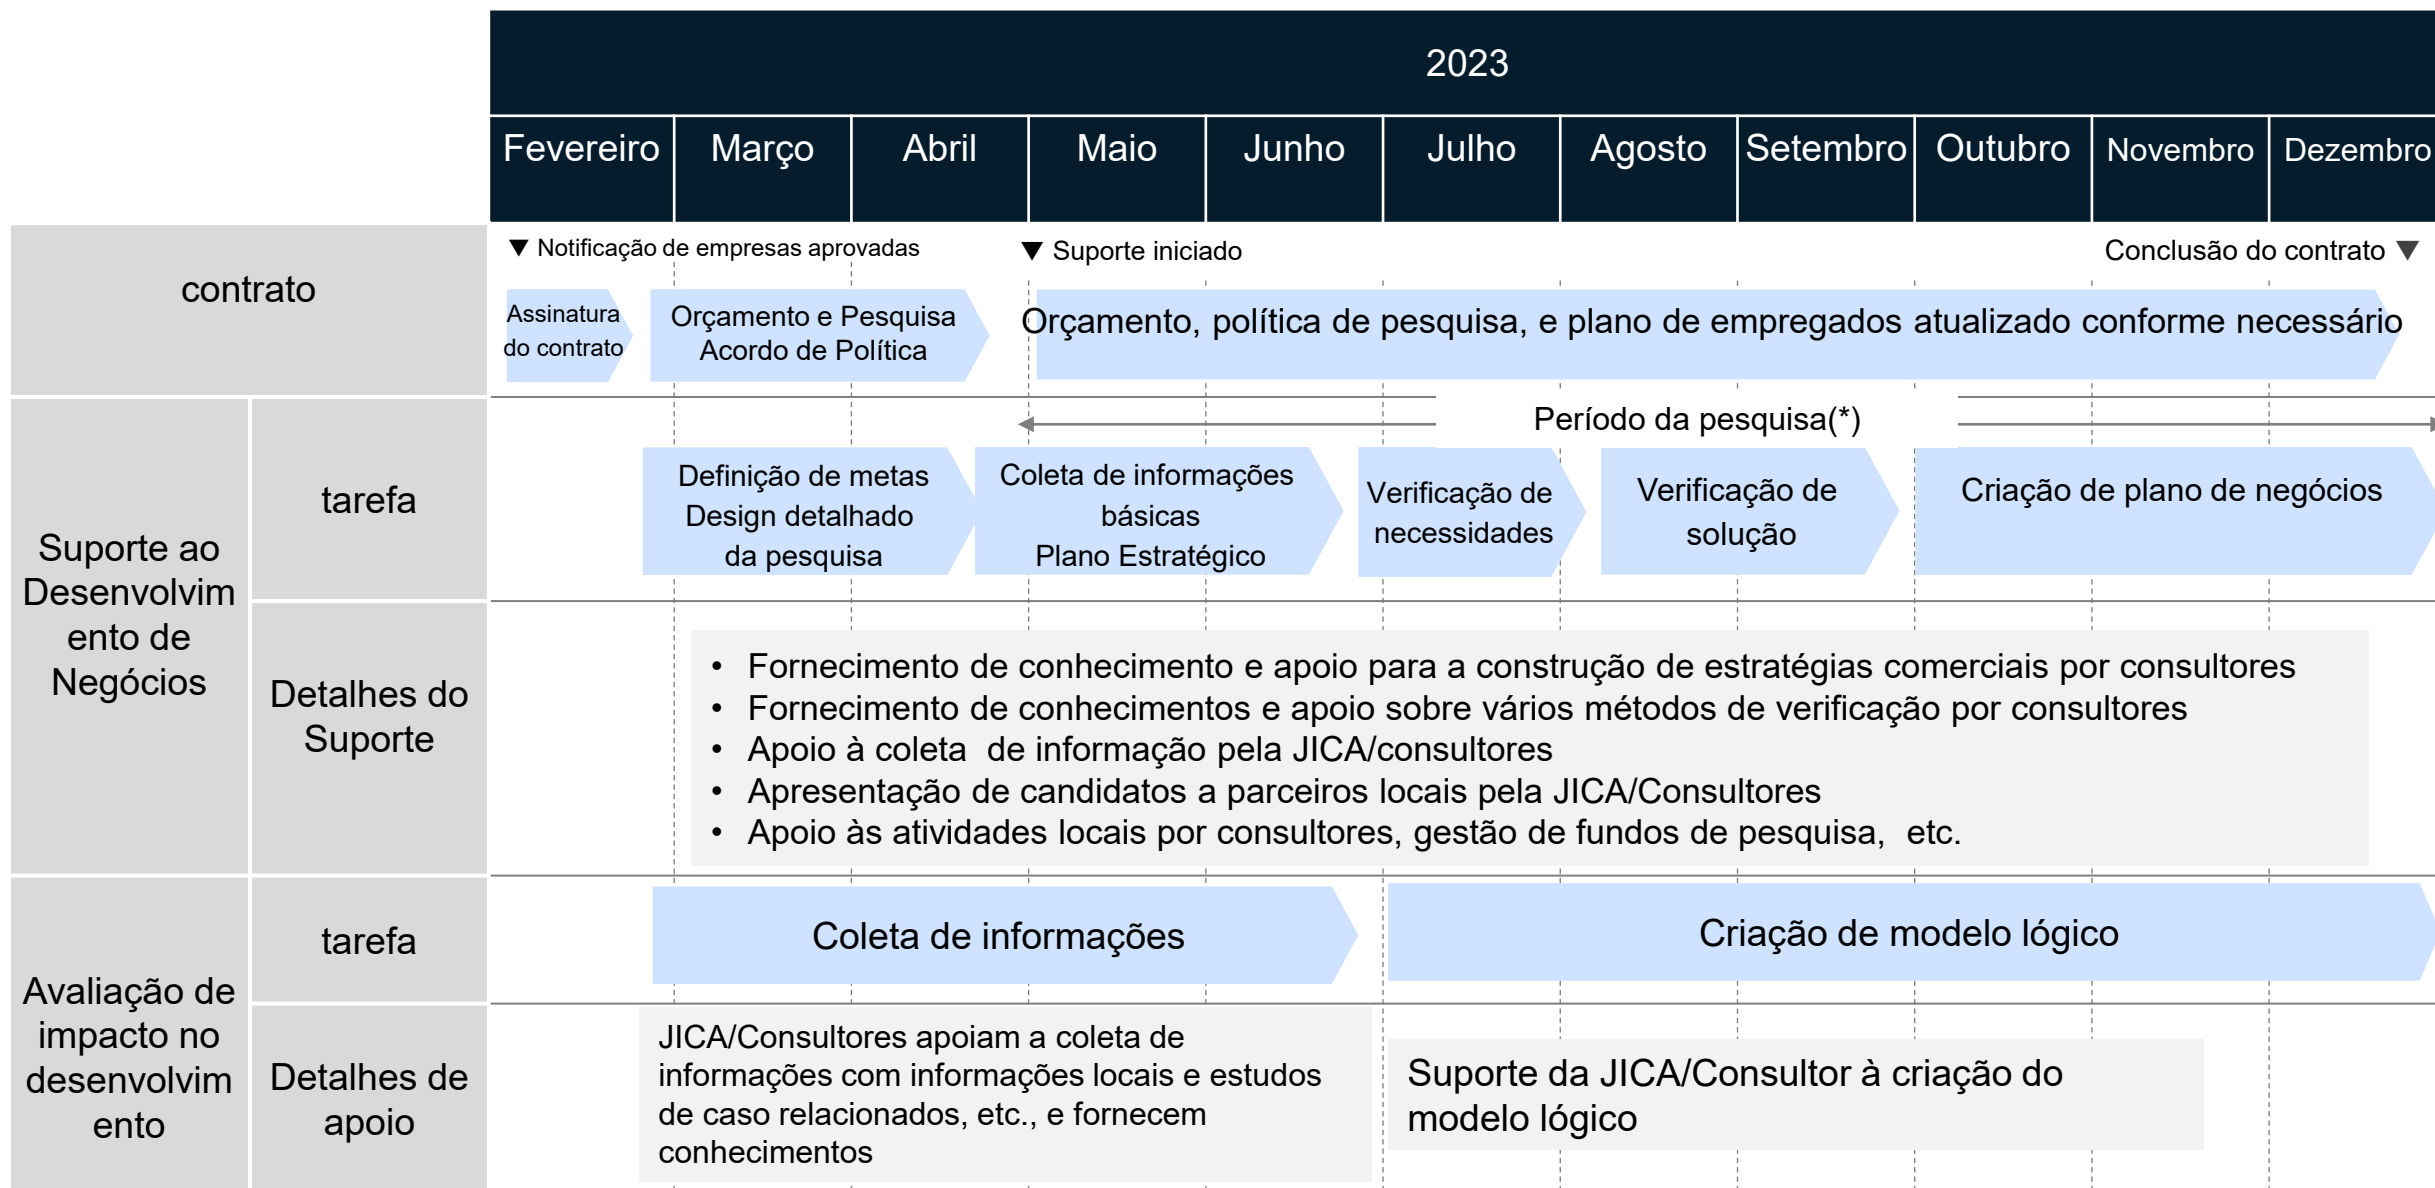 2023
Fevereiro
Março
Abril
Maio
Junho
Julho
Agosto
Setembro
Outubro
Novembro
Dezembro
contrato
▼ Notificação de empresas aprovadas
▼ Suporte iniciado
Conclusão do contrato ▼
Assinatura
do contrato
Orçamento e Pesquisa
Acordo de Política
Orçamento, política de pesquisa, e plano de empregados atualizado conforme necessário
Suporte ao
Desenvolvim
ento de
Negócios
tarefa
Período da pesquisa(*)
Definição de metas
Design detalhado
da pesquisa
Coleta de informações
básicas
Plano Estratégico
Verificação de
necessidades
Verificação de
solução
Criação de plano de negócios
Detalhes do
Suporte
• Fornecimento de conhecimento e apoio para a construção de estratégias comerciais por consultores
• Fornecimento de conhecimentos e apoio sobre vários métodos de verificação por consultores
• Apoio à coleta de informação pela JICA/consultores
• Apresentação de candidatos a parceiros locais pela JICA/Consultores
• Apoio às atividades locais por consultores, gestão de fundos de pesquisa, etc.
Avaliação de
impacto no
desenvolvim
ento
tarefa
Coleta de informações
Criação de modelo lógico
Detalhes de
apoio
JICA/Consultores apoiam a coleta de
informações com informações locais e estudos
de caso relacionados, etc., e fornecem
conhecimentos
Suporte da JICA/Consultor à criação do
modelo lógico